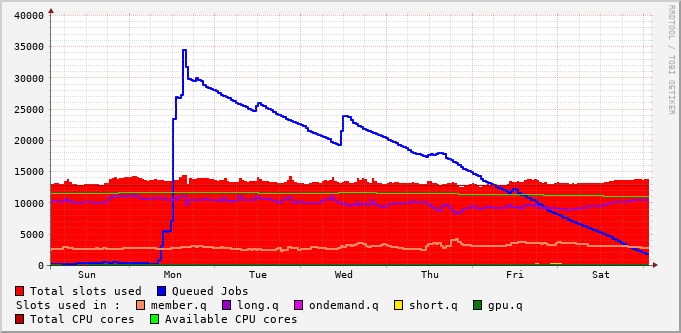 40000
35000
30000
25000
20000
15000
10000
5000
0
Sun Mon Tue Wed Thu Fri Sat
RRDTOOL / TOBI OETIKER
Total slots used Queued Jobs
Slots used in : member.q long.q ondemand.q short.q gpu.q
Total CPU cores Available CPU cores